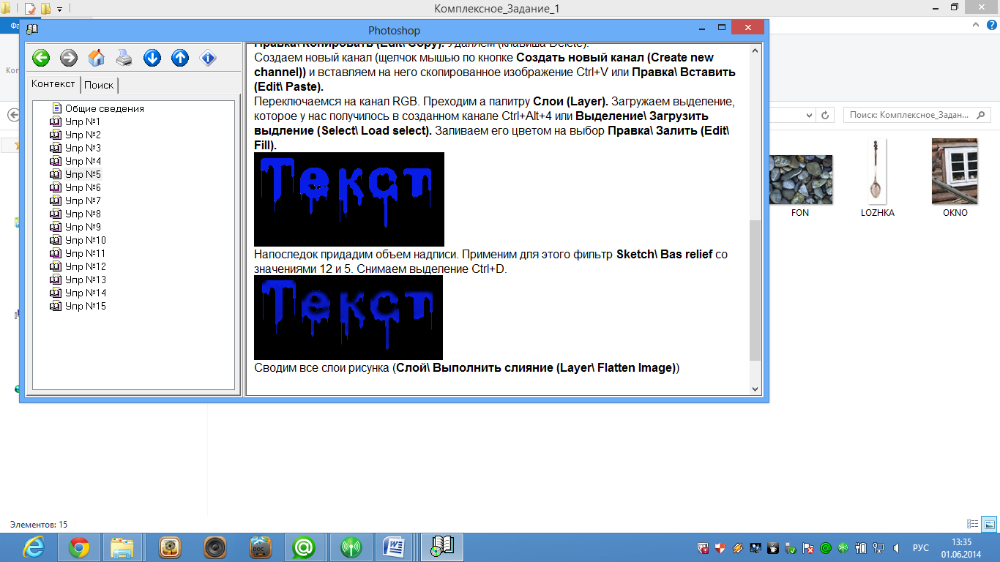 Комплексное_Задание_1
Фа
Photoshop
Коп
Контекст
Поиск
Общие сведения
Упр №1
Упр №2
Упр №3
Упр №4
Упр №5
Упр №6
Упр №7
Упр №8
Упр №9
Упр №10
Упр №11
Упр №12
Упр №13
Упр №14
Упр №15
Правка\ Копировать (Edit\ Copy). Удаляем (клавиша Delete).
Создаем новый канал (щелчок мышью по кнопке Создать новый канал (Create new
channel)) и вставляем на него скопированное изображение Ctrl+V или Правка\ Вставить
(Edit\ Paste).
Переключаемся на канал RGB. Преходим а палитру Слои (Layer). Загружаем выделение,
которое у нас получилось в созданном канале Ctrl+Alt+4 или Выделение\ Загрузить
выдление (Select\ Load select). Заливаем его цветом на выбор Правка\ Залить (Edit\
Fill).
Текст
Напоследок придадим объем надписи. Применим для этого фильтр Sketch\ Bas relief со
значениями 12 и 5. Снимаем выделение Ctrl+D.
Текст
Сводим все слои рисунка (Слой\ Выполнить слияние (Layer\ Flatten Image))
Поиск: Комплексное_Задан...
FON
LOZHKA
OKNO
Элементов: 15
DOC
РУС
13:35
01.06.2014